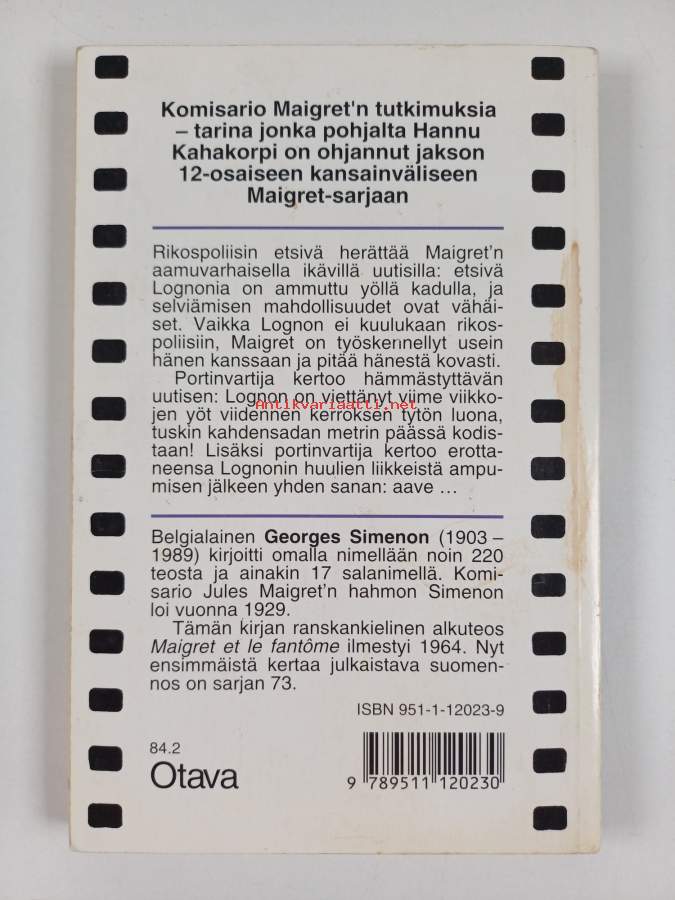 Komisario Maigret'n tutkimuksia
– tarina jonka pohjalta Hannu
Kahakorpi on ohjannut jakson
12-osaiseen kansainväliseen
Maigret-sarjaan
Rikospoliisin etsivä herättää Maigret'n
aamuvarhaisella ikävillä uutisilla: etsivä
Lognonia on ammuttu yöllä kadulla, ja
selviämisen mahdollisuudet ovat vähäi-
set. Vaikka Lognon ei kuulukaan rikos-
poliisiin, Maigret on työskennellyt usein
hänen kanssaan ja pitää hänestä kovasti.
Portinvartija kertoo hämmästyttävän
uutisen: Lognon on viettänyt viime viikko-
Antikvariaatti.net
jen yöt viidennen kerroksen tytön luona,
tuskin kahdensadan metrin päässä kodis-
taan! Lisäksi portinvartija kertoo erotta-
neensa Lognonin huulien liikkeistä ampu-
misen jälkeen yhden sanan: aave ...
Belgialainen Georges Simenon (1903 –
1989) kirjoitti omalla nimellään noin 220
teosta ja ainakin 17 salanimellä. Komi-
sario Jules Maigret'n hahmon Simenon
loi vuonna 1929.
Tämän kirjan ranskankielinen alkuteos
Maigret et le fantôme ilmestyi 1964. Nyt
ensimmäistä kertaa julkaistava suomen-
nos on sarjan 73.
ISBN 951-1-12023-9
84.2
Otava
9 789511 120230